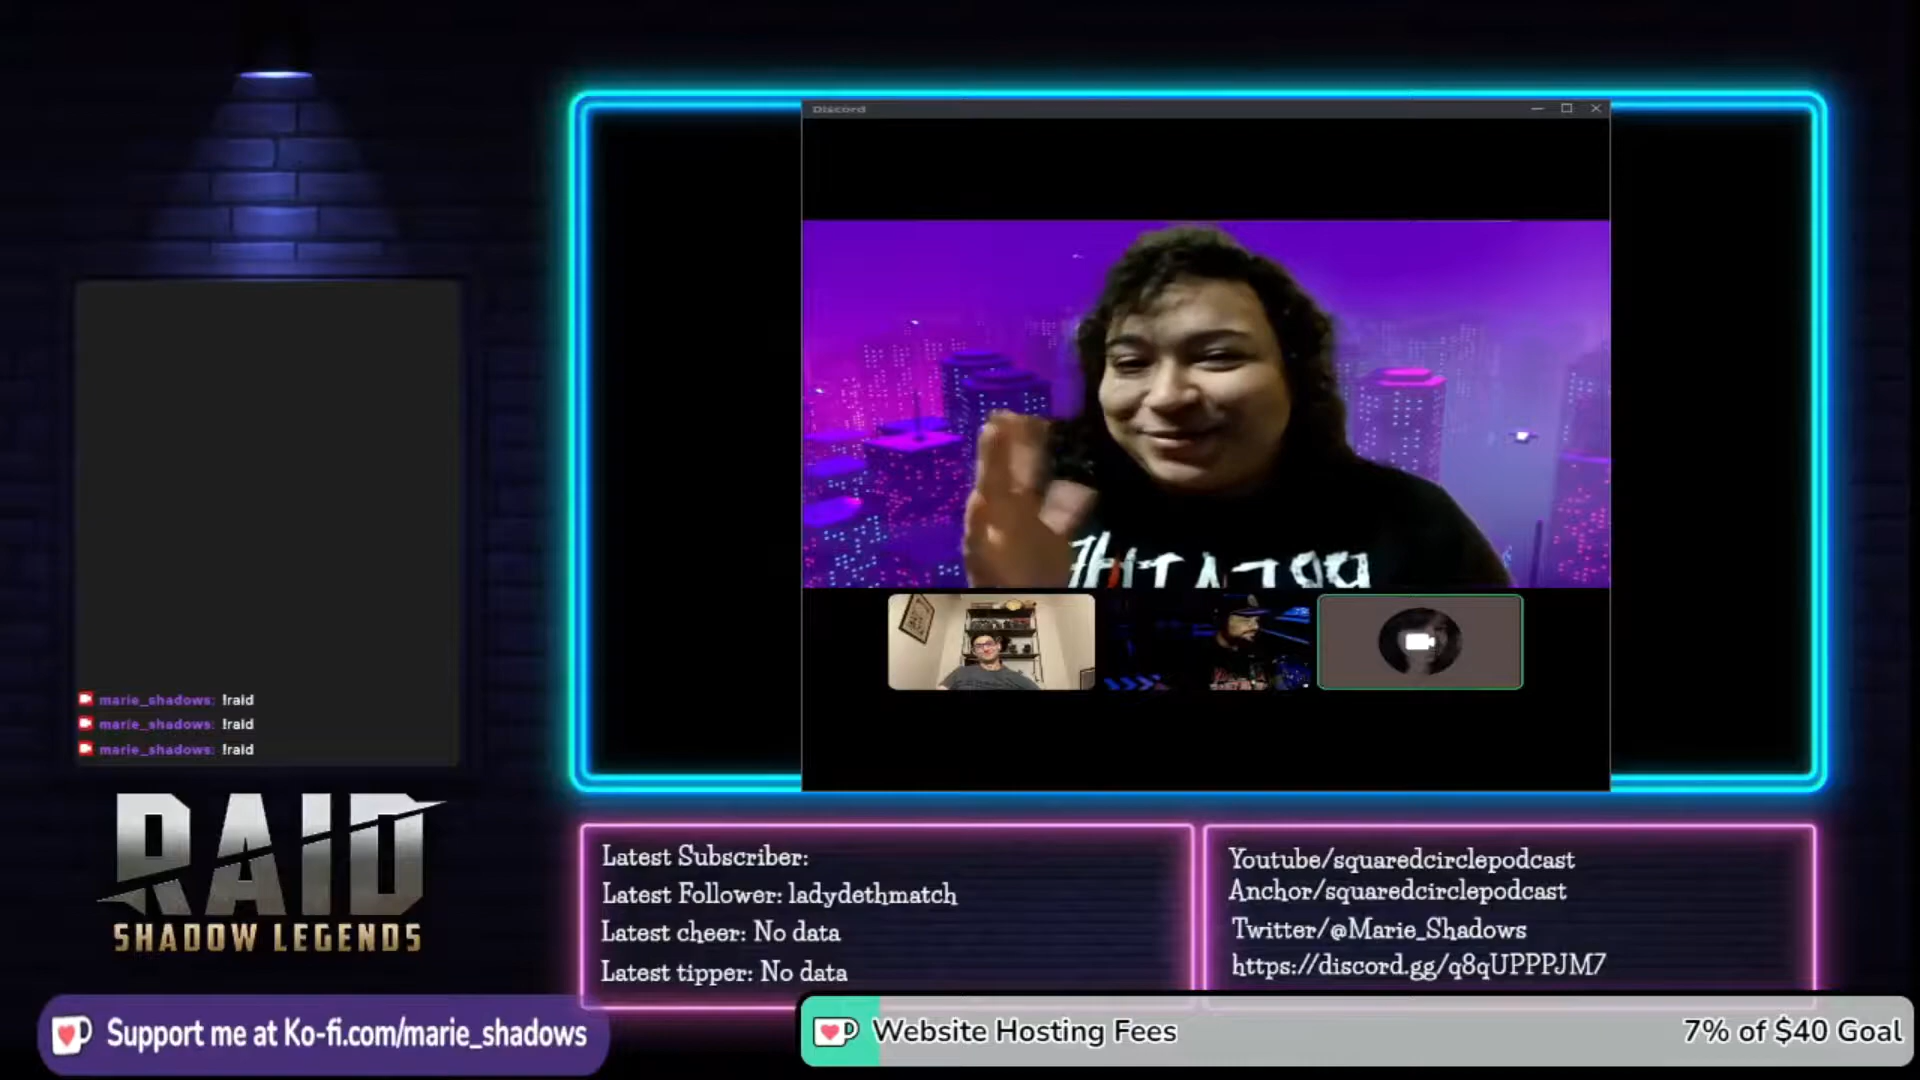 Discord
marie_shadows: !raid
marie_shadows: !raid
marie_shadows: !raid
RAID
SHADOW LEGENDS
Latest Subscriber:
Latest Follower: ladydethmatch
Latest cheer: No data
Latest tipper: No data
Youtube/squaredcirclepodcast
Anchor/squaredcirclepodcast
Twitter/@Marie_Shadows
https://discord.gg/q8qUPPPJM7
Support me at Ko-fi.com/marie_shadows
Website Hosting Fees
7% of $40 Goal